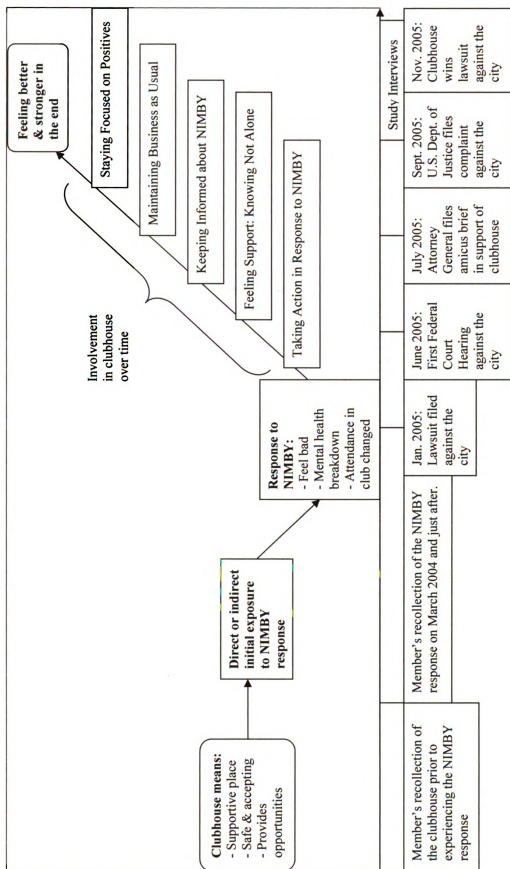 Clubhouse means:
- Supportive place
- Safe & accepting
- Provides
opportunities
Direct or indirect
initial exposure
to NIMBY
response
Response to
NIMBY:
- Feel bad
- Mental health
breakdown
- Attendance in
club changed
Involvement
in clubhouse
over time
Feeling better
& stronger in
the end
Staying Focused on Positives
Maintaining Business as Usual
Keeping Informed about NIMBY
Feeling Support: Knowing Not Alone
Taking Action in Response to NIMBY
Study Interviews
Member's recollection of
the clubhouse prior to
experiencing the NIMBY
response
Member's recollection of the NIMBY
response on March 2004 and just after.
Jan. 2005:
Lawsuit filed
against the
city
June 2005:
First Federal
Court
Hearing
against the
city
July 2005:
Attorney
General files
amicus brief
in support of
clubhouse
Sept. 2005:
U.S. Dept. of
Justice files
complaint
against the
city
Nov. 2005:
Clubhouse
wins
lawsuit
against the
city